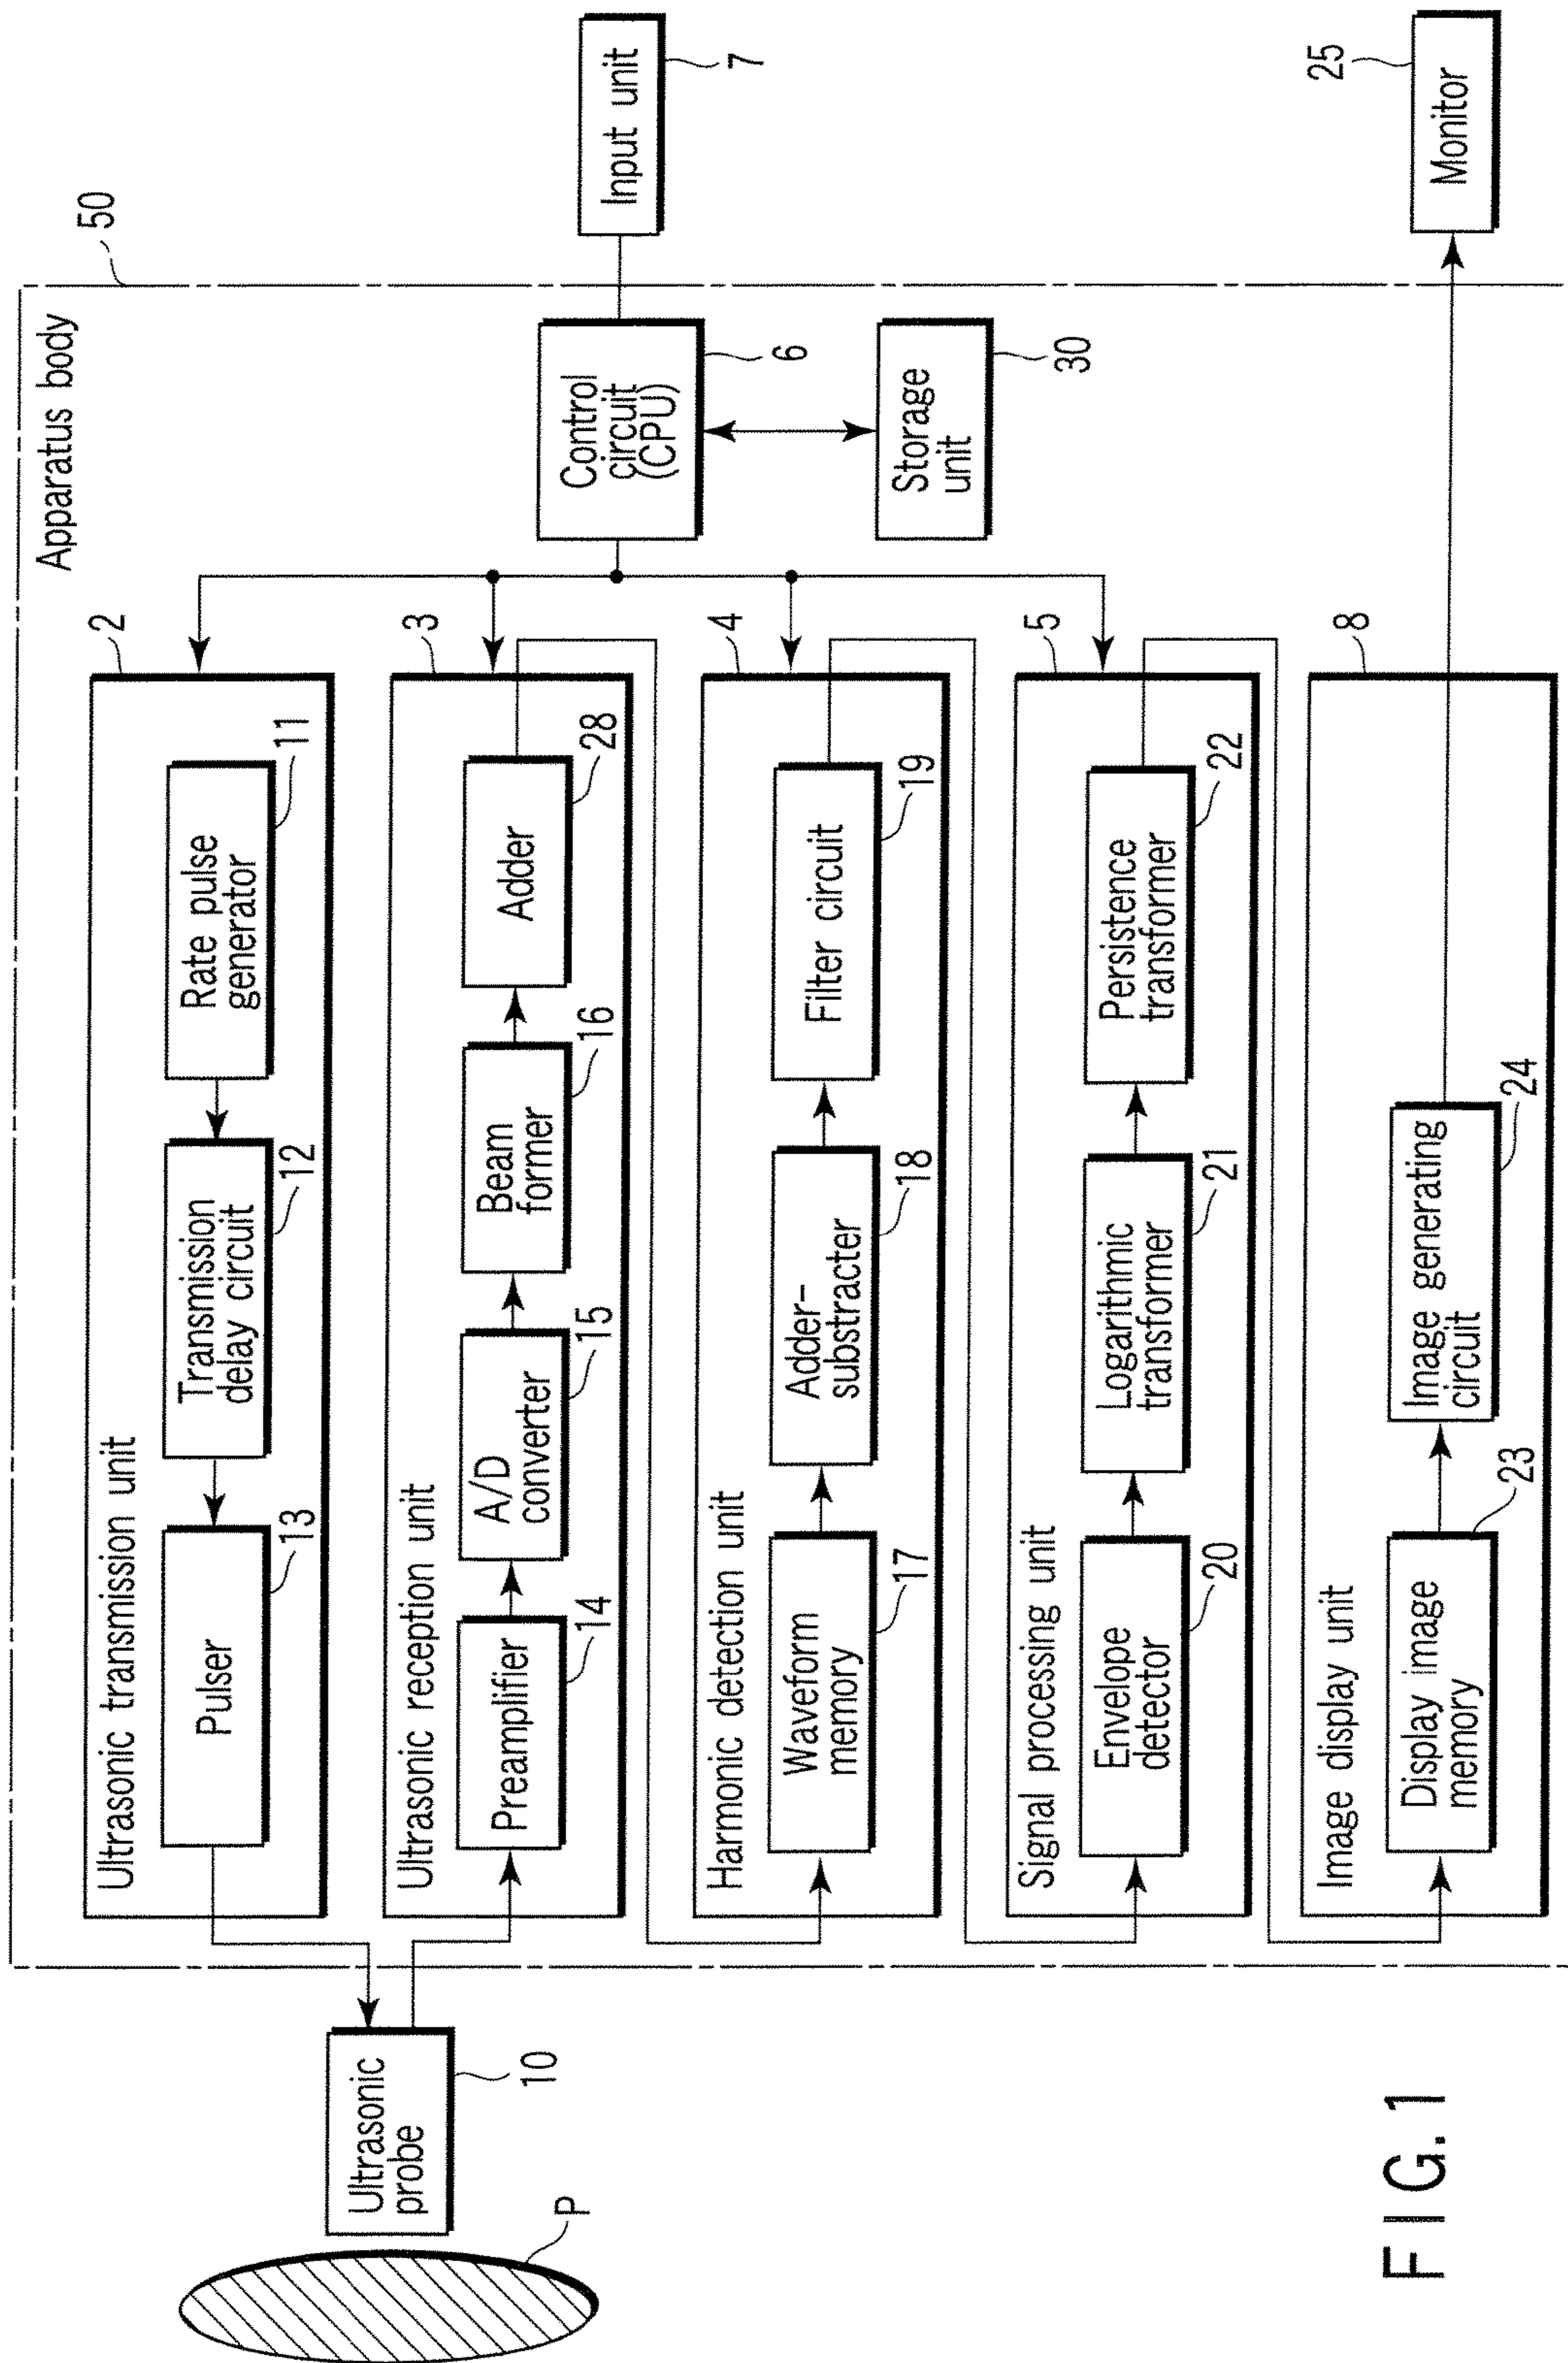 Apparatus body
50
Ultrasonic transmission unit
2
Pulser
13
Transmission
delay circuit
12
Rate pulse
generator
11
Ultrasonic
probe
10
P
Ultrasonic reception unit
3
Preamplifier
14
A/D
converter
15
Beam
former
16
Adder
28
Control
circuit
(CPU)
6
Input unit
7
Storage
unit
30
Harmonic detection unit
4
Waveform
memory
17
Adder-
substracter
18
Filter circuit
19
Signal processing unit
5
Envelope
detector
20
Logarithmic
transformer
21
Persistence
transformer
22
Image display unit
8
Display image
memory
23
Image generating
circuit
24
Monitor
25
FIG. 1